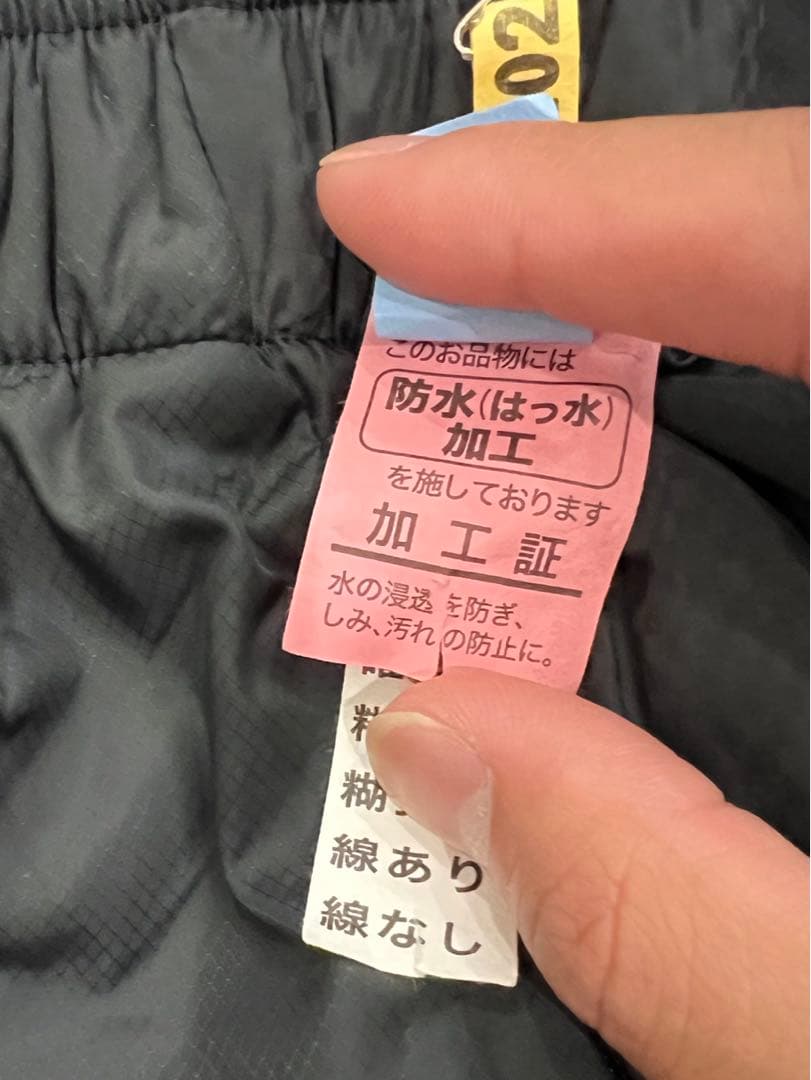 02
このお品物には
防水(はっ水)
加工
を施しております
加工証
水の浸透を防ぎ、
しみ、汚れの防止に。
糊
線あり
線なし